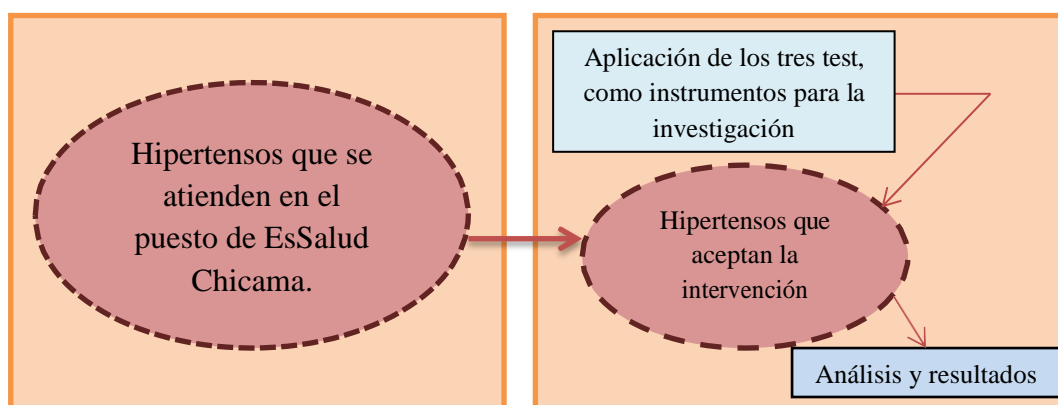 Hipertensos que se
atienden en el
puesto de EsSalud
Chicama.
Aplicación de los tres test,
como instrumentos para la
investigación
Hipertensos que
aceptan la
intervención
Análisis y resultados